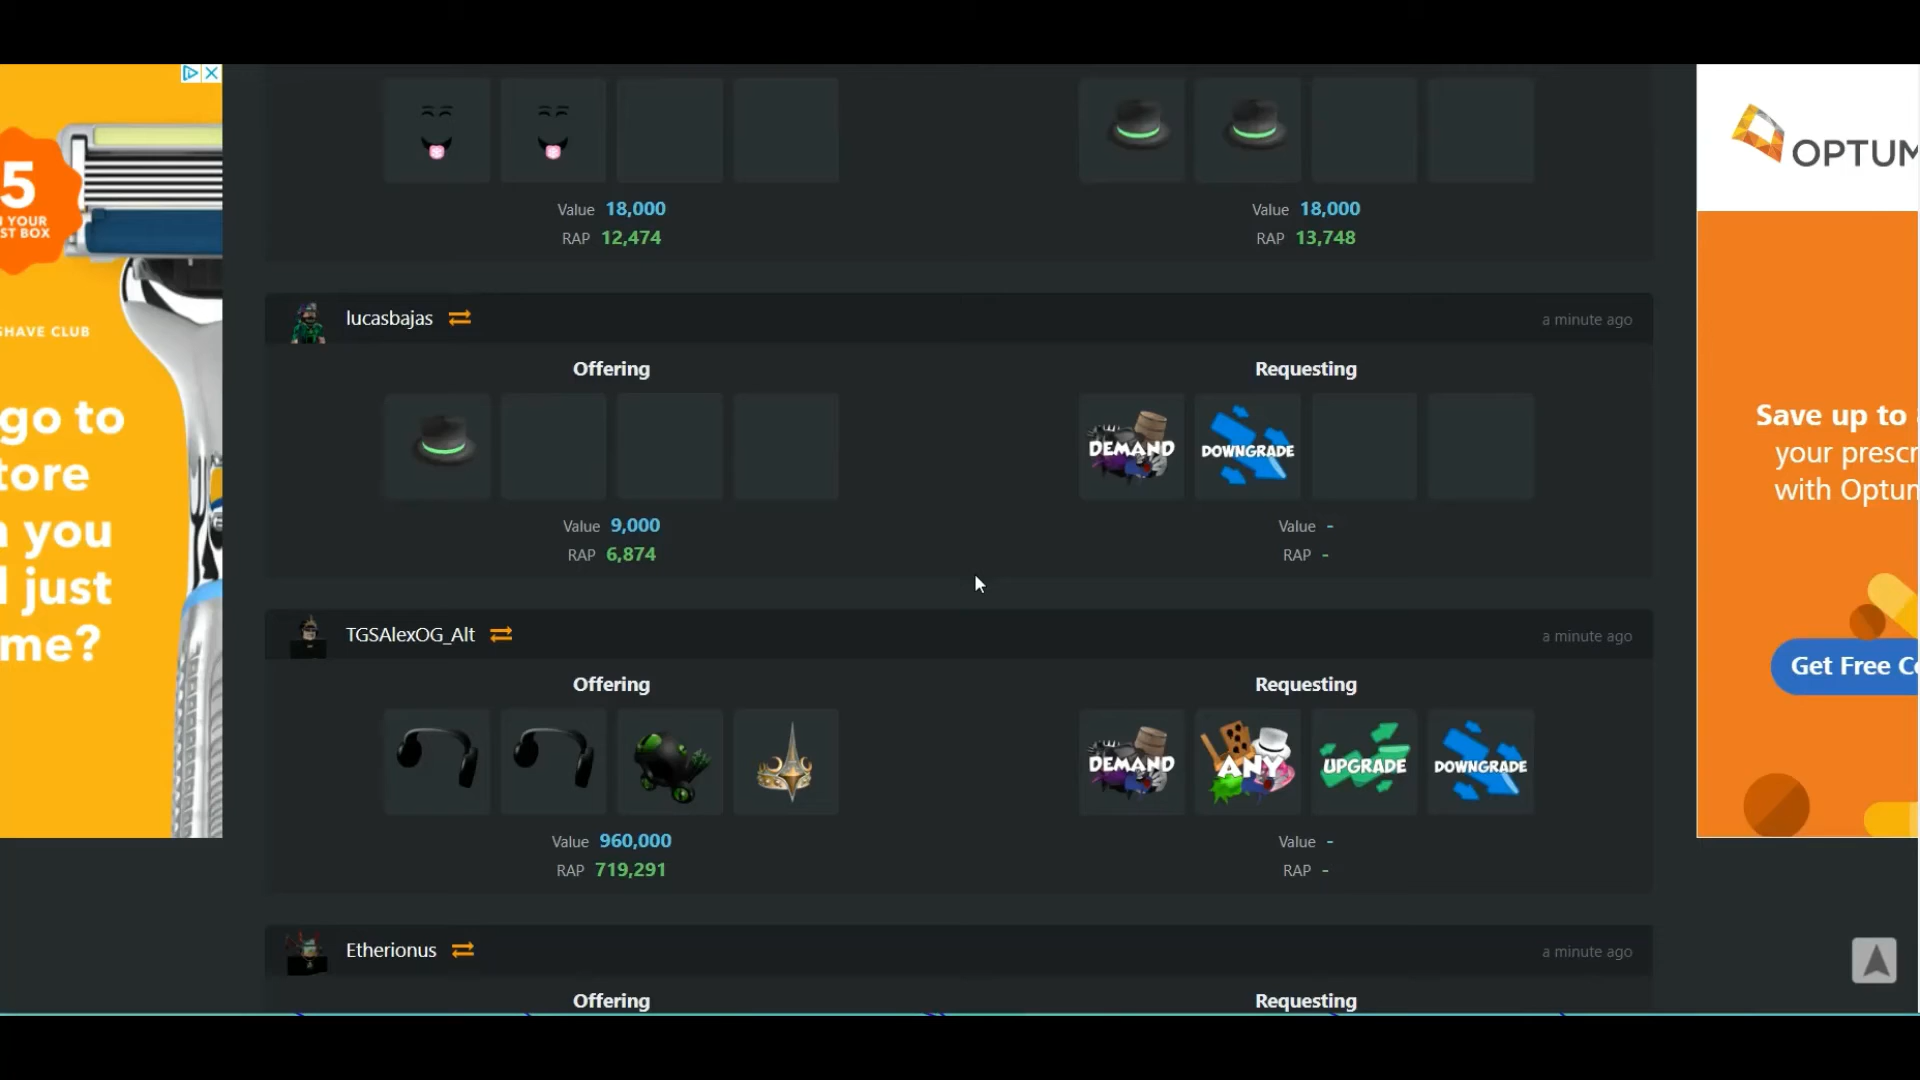 5
N YOUR
ST BOX
SHAVE CLUB
go to
tore
you
just
me?
Value 18,000
RAP 12,474
Value 18,000
RAP 13,748
lucasbajas
a minute ago
Offering
Requesting
DEMAND
DOWNGRADE
Value 9,000
RAP 6,874
Value -
RAP -
TGSAlexOG_Alt
a minute ago
Offering
Requesting
DEMAND
ANY
UPGRADE
DOWNGRADE
Value 960,000
RAP 719,291
Value -
RAP -
Etherionus
a minute ago
Offering
Requesting
OPTUM
Save up to
your prescr
with Optum
Get Free Co